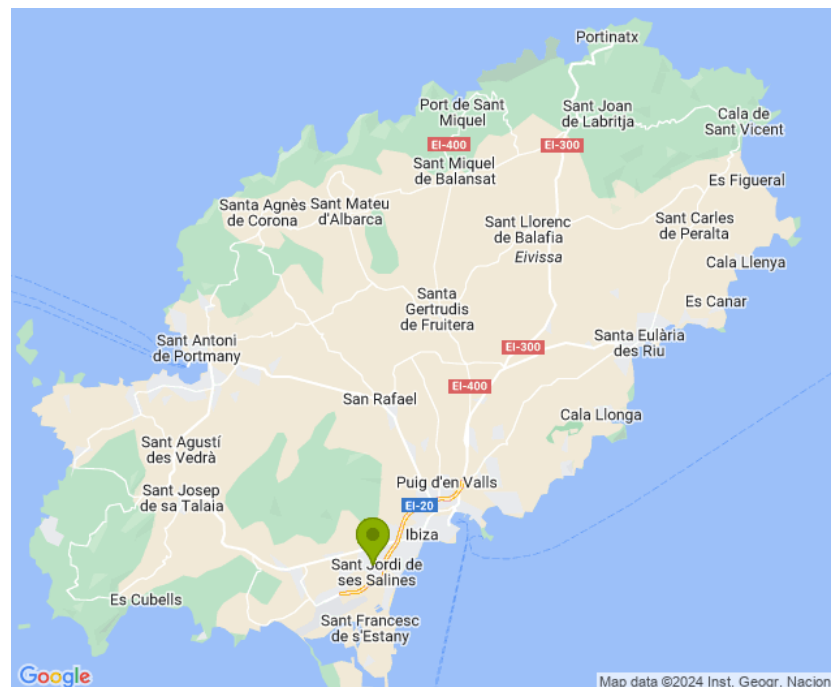 Portinatx
Port de Sant
Miquel
Sant Joan
de Labritja
Cala de
Sant Vicent
EI-400
EI-300
Sant Miquel
de Balansat
Es Figueral
Santa Agnès
de Corona
Sant Mateu
d'Albarca
Sant Llorenc
de Balafia
Sant Carles
de Peralta
Eivissa
Cala Llenya
Santa
Gertrudis
de Fruitera
Es Canar
Sant Antoni
de Portmany
Santa Eulària
des Riu
EI-300
EI-400
San Rafael
Cala Llonga
Sant Agustí
des Vedrà
Puig d'en Valls
Sant Josep
de sa Talaia
EI-20
Ibiza
Sant Jordi de
ses Salines
Es Cubells
Sant Francesc
de s'Estany
Google
Map data ©2024 Inst. Geogr. Nacion